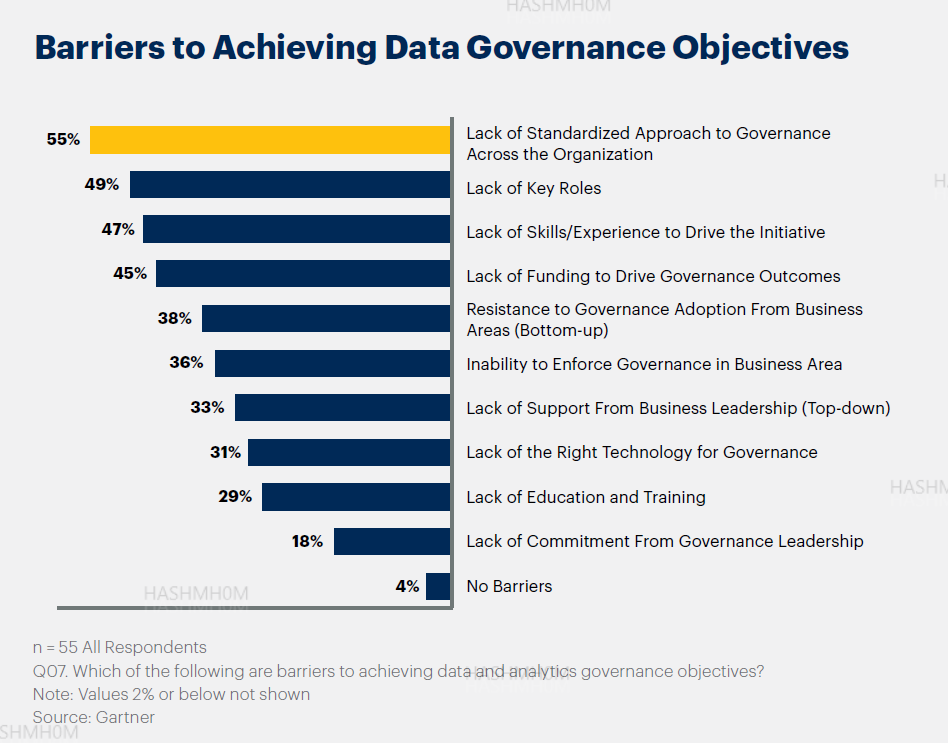 HASHMH0M
Barriers to Achieving Data Governance Objectives
55%
Lack of Standardized Approach to Governance
Across the Organization
49%
Lack of Key Roles
47%
Lack of Skills/Experience to Drive the Initiative
45%
Lack of Funding to Drive Governance Outcomes
38%
Resistance to Governance Adoption From Business
Areas (Bottom-up)
36%
Inability to Enforce Governance in Business Area
33%
Lack of Support From Business Leadership (Top-down)
31%
Lack of the Right Technology for Governance
29%
Lack of Education and Training
HASHM
18%
Lack of Commitment From Governance Leadership
4%
No Barriers
HASHMH0M
n = 55 All Respondents
Q07. Which of the following are barriers to achieving data and analytics governance objectives?
HASHMH0M
Note: Values 2% or below not shown
Source: Gartner
SHMH0M